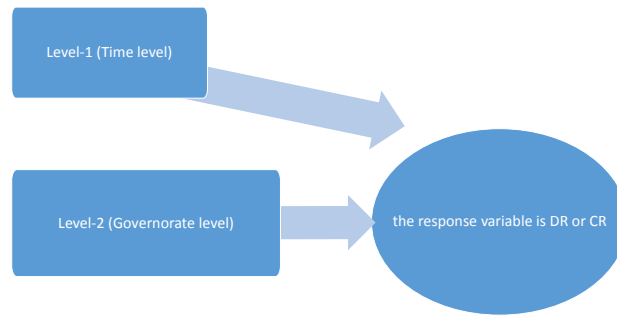 Level-1 (Time level)
Level-2 (Governorate level)
the response variable is DR or CR